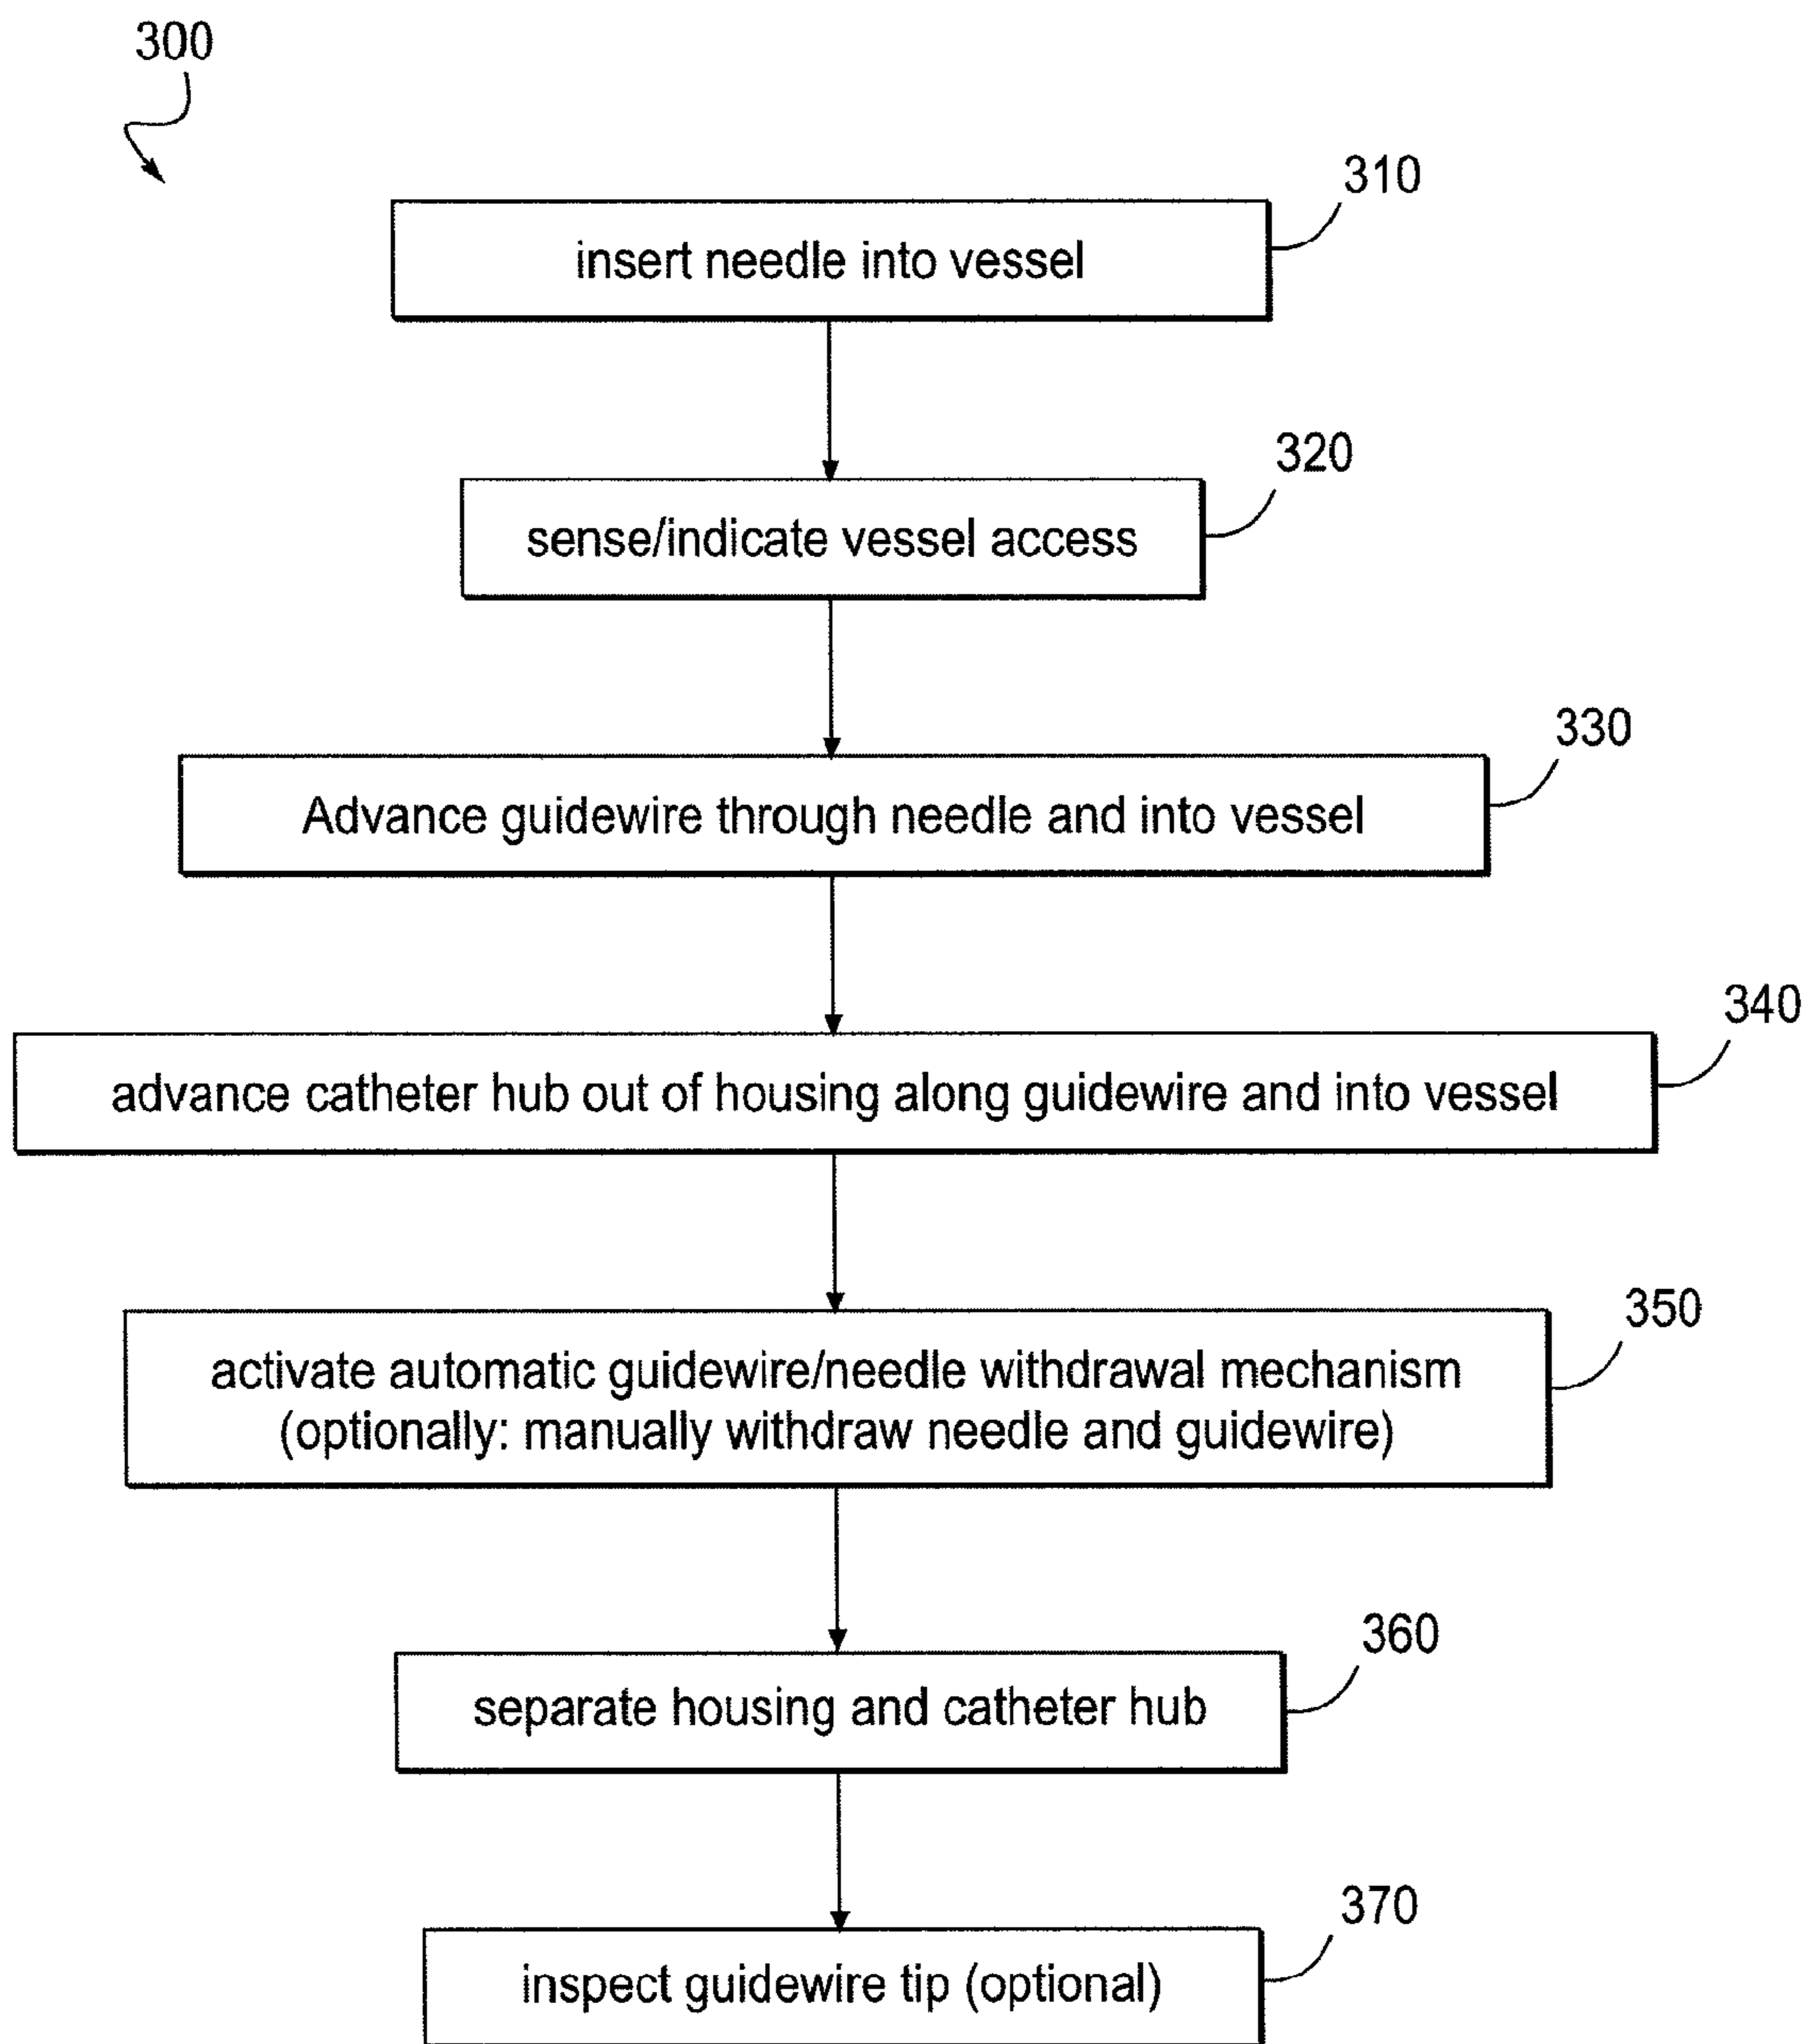 300
310
insert needle into vessel
320
sense/indicate vessel access
330
Advance guidewire through needle and into vessel
340
advance catheter hub out of housing along guidewire and into vessel
350
activate automatic guidewire/needle withdrawal mechanism
(optionally: manually withdraw needle and guidewire)
360
separate housing and catheter hub
370
inspect guidewire tip (optional)